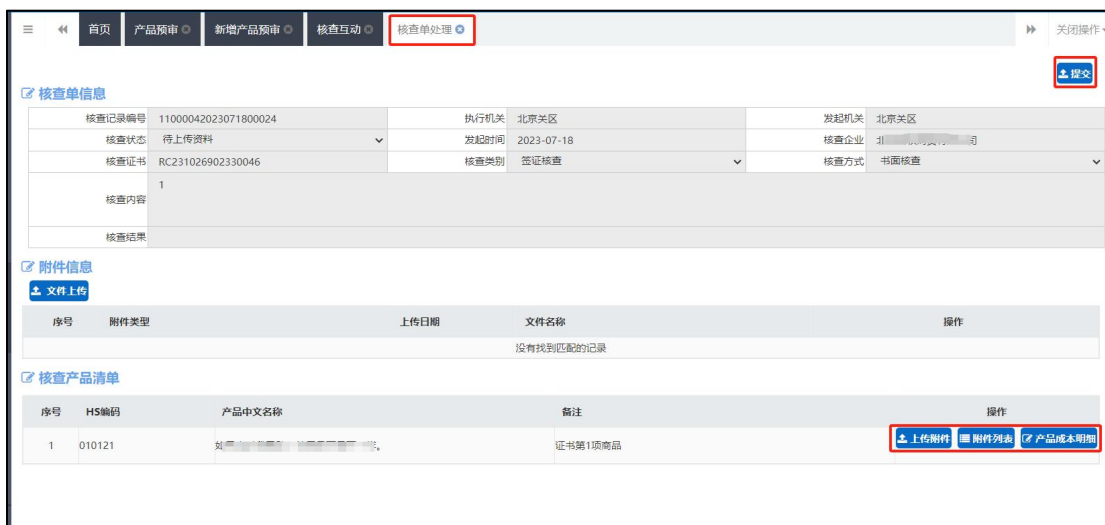 首页 产品预审 新增产品预审 核查互动 核查单处理 关闭操作
提交
核查单信息
核查记录编号 11000042023071800024 执行机关 北京关区 发起机关 北京关区
核查状态 待上传资料 发起时间 2023-07-18 核查企业
核查证书 RC231026902330046 核查类别 签证核查 核查方式 书面核查
核查内容 1
核查结果
附件信息
文件上传
序号 附件类型 上传日期 文件名称 操作
没有找到匹配的记录
核查产品清单
序号 HS编码 产品中文名称 备注 操作
1 010121 证书第1项商品 上传附件 附件列表 产品成本明细